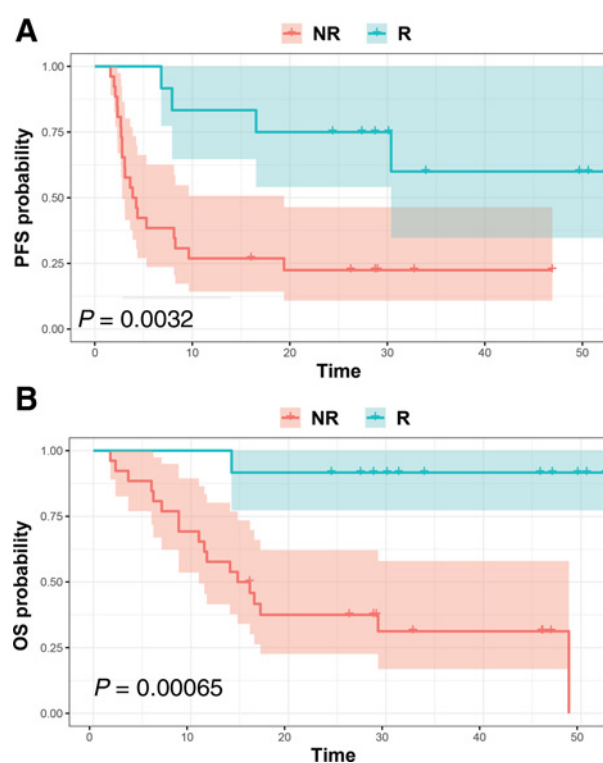 A
NR R
1.00
0.75
0.50
0.25
0.00
PFS probability
P = 0.0032
0 10 20 30 40 50
Time
B
NR R
1.00
0.75
0.50
0.25
0.00
OS probability
P = 0.00065
0 10 20 30 40 50
Time